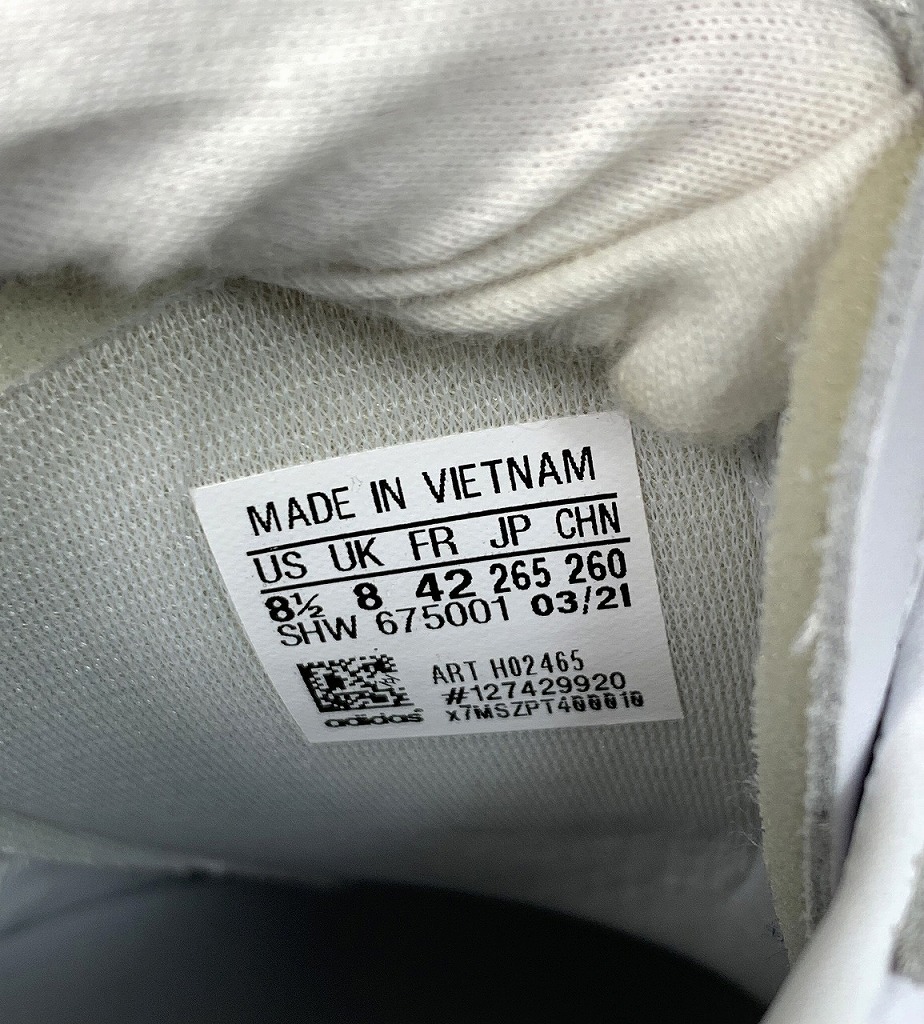 MADE IN VIETNAM
US UK FR JP CHN
8½ 8 42 265 260
SHW 675001 03/21
ART H02465
#127429920
x7MSZPT400010
adidas